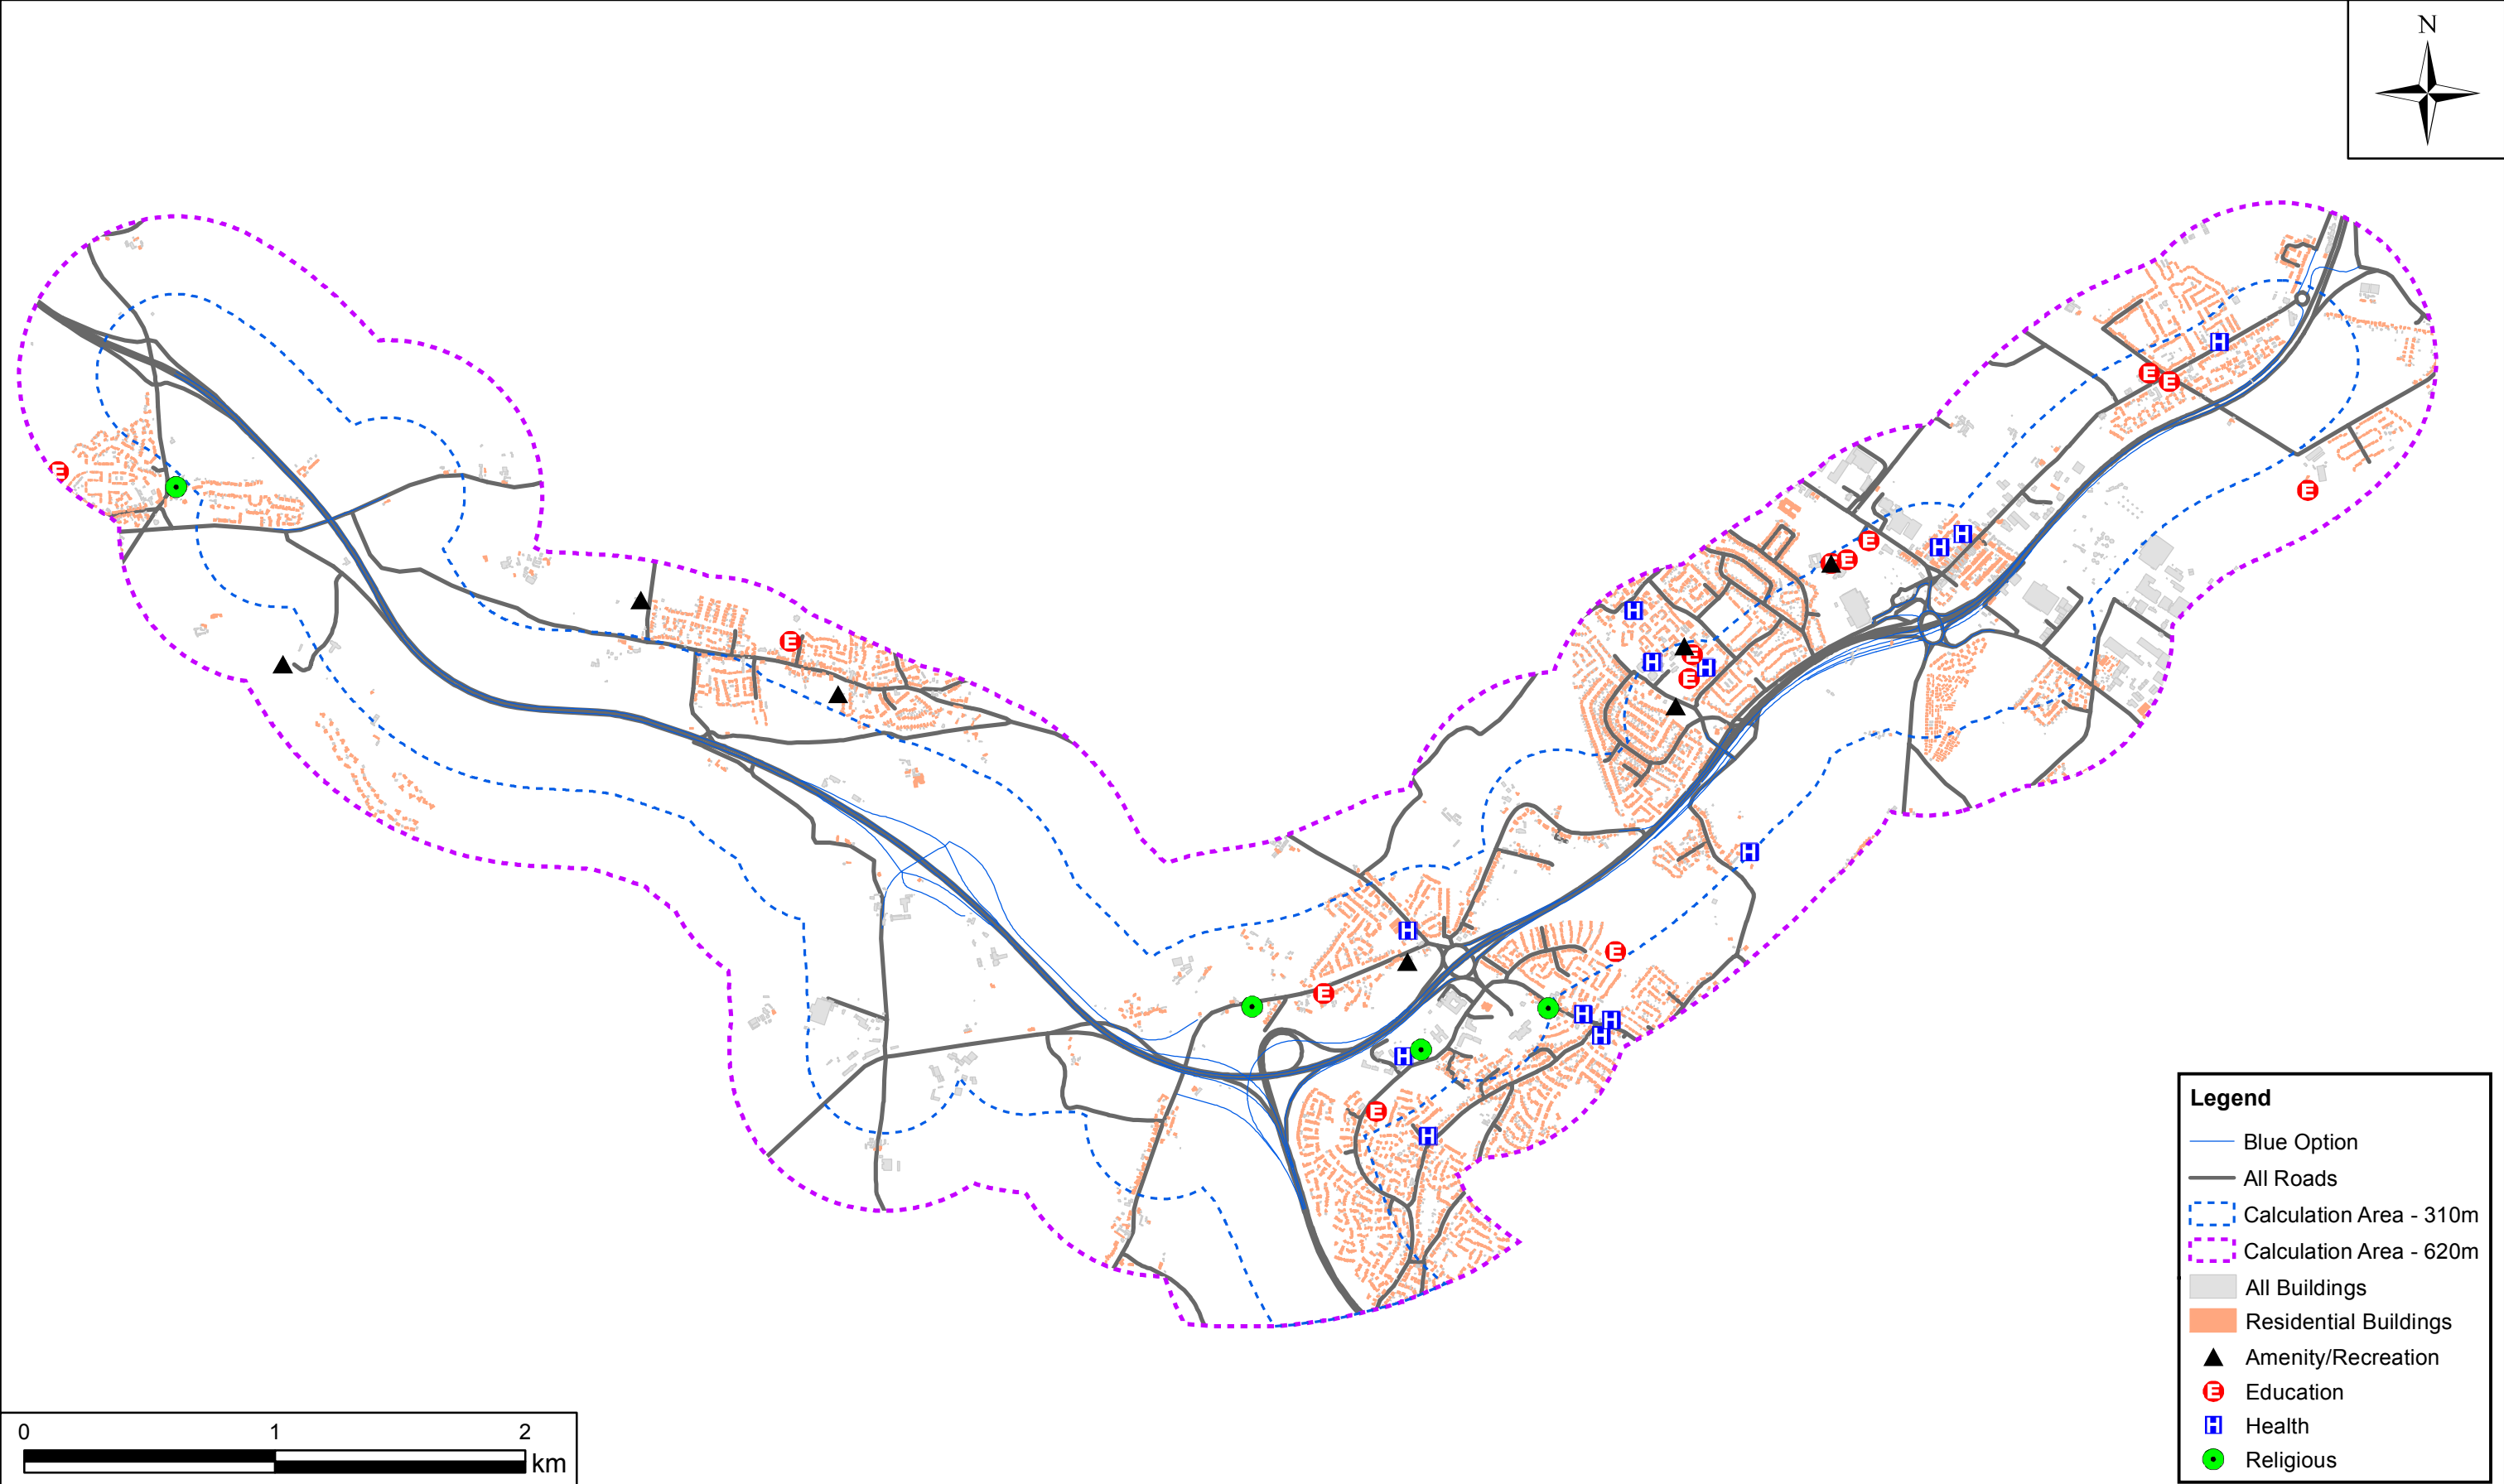 N
Legend
Blue Option
All Roads
Calculation Area - 310m
Calculation Area - 620m
All Buildings
Residential Buildings
Amenity/Recreation
E Education
H Health
Religious
0 1 2
km
E
H
E
E
E
E
H
H
E
E
E
H
E
H
E
H
E
H
H
E
E
H
H
H
H
E
H